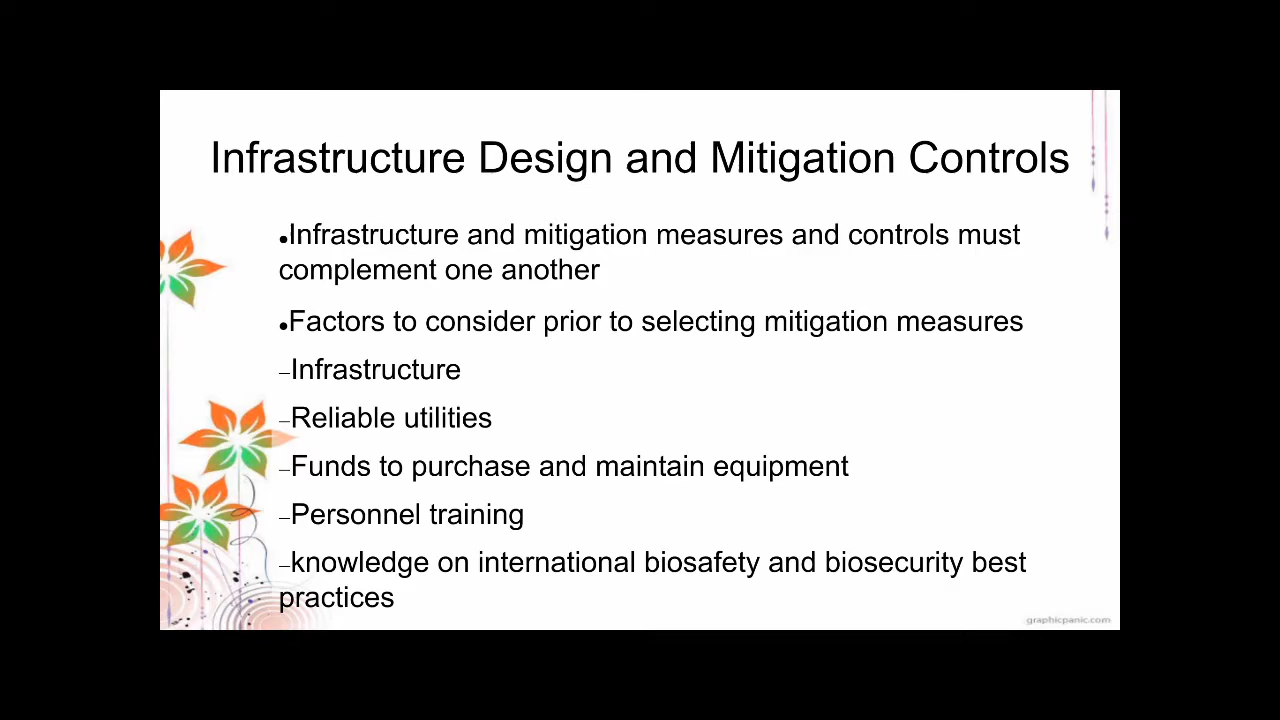 Infrastructure Design and Mitigation Controls
●Infrastructure and mitigation measures and controls must
complement one another
●Factors to consider prior to selecting mitigation measures
–Infrastructure
–Reliable utilities
–Funds to purchase and maintain equipment
–Personnel training
–knowledge on international biosafety and biosecurity best
practices
graphicpanic.com